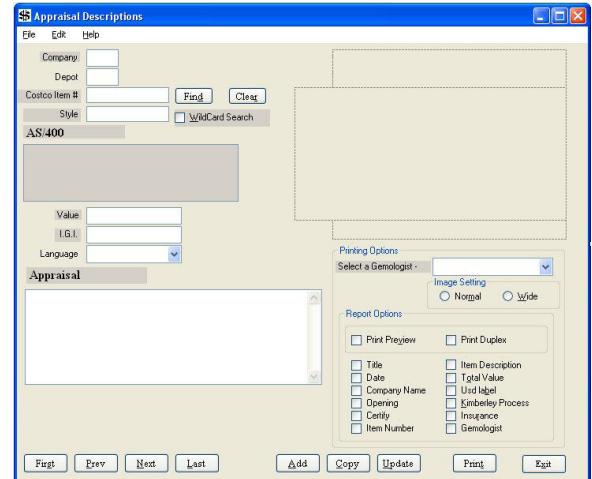 Appraisal Descriptions
File Edit Help
Company
Depot
Costco Item #
Find Clear
Style
WildCard Search
AS/400
Value
I.G.I.
Language
Appraisal
Printing Options
Select a Gemologist -
Image Setting
Normal Wide
Report Options
Print Preview Print Duplex
Title Item Description
Date Total Value
Company Name Usd label
Opening Kimberley Process
Certify Insurance
Item Number Gemologist
First Prev Next Last Add Copy Update Print Exit